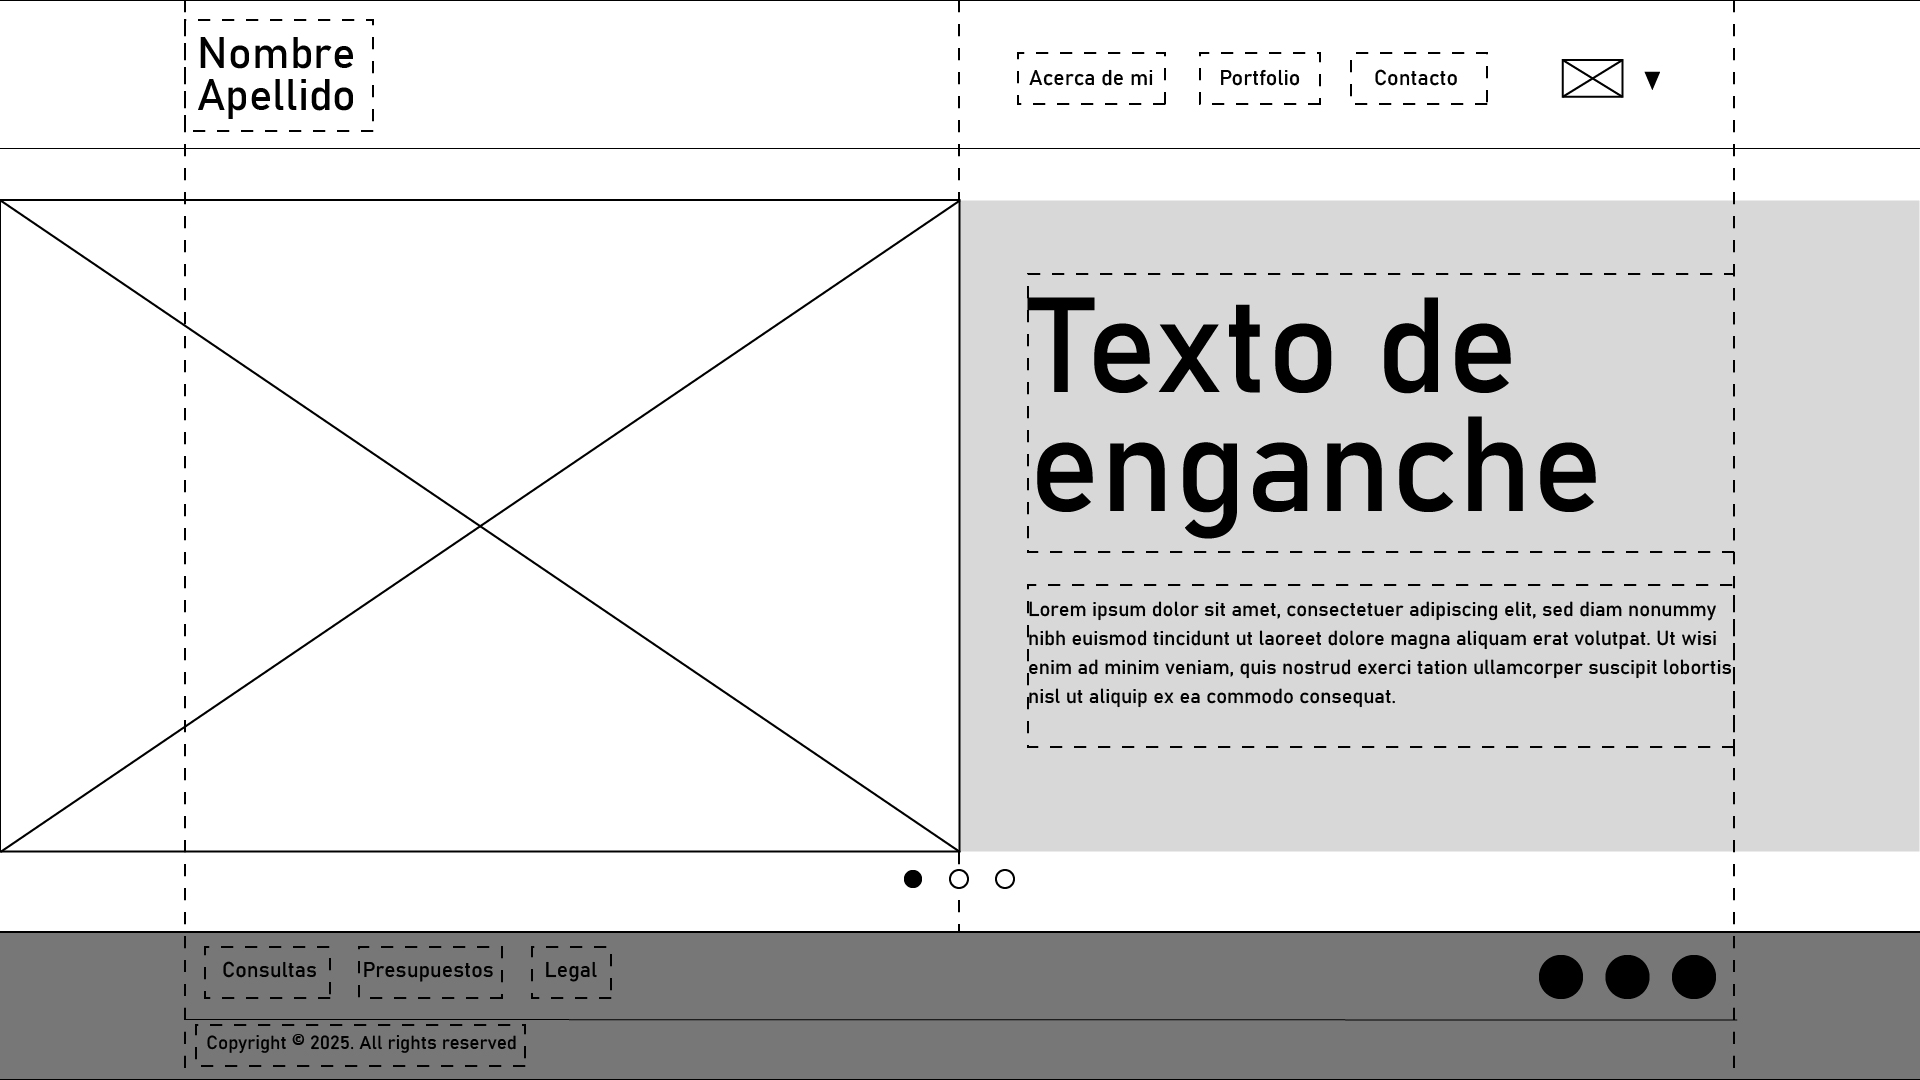 Nombre
Apellido
Acerca de mi
Portfolio
Contacto
Texto de
enganche
Lorem ipsum dolor sit amet, consectetuer adipiscing elit, sed diam nonummy
nibh euismod tincidunt ut laoreet dolore magna aliquam erat volutpat. Ut wisi
enim ad minim veniam, quis nostrud exerci tation ullamcorper suscipit lobortis
nisl ut aliquip ex ea commodo consequat.
Consultas
Presupuestos
Legal
Copyright © 2025. All rights reserved